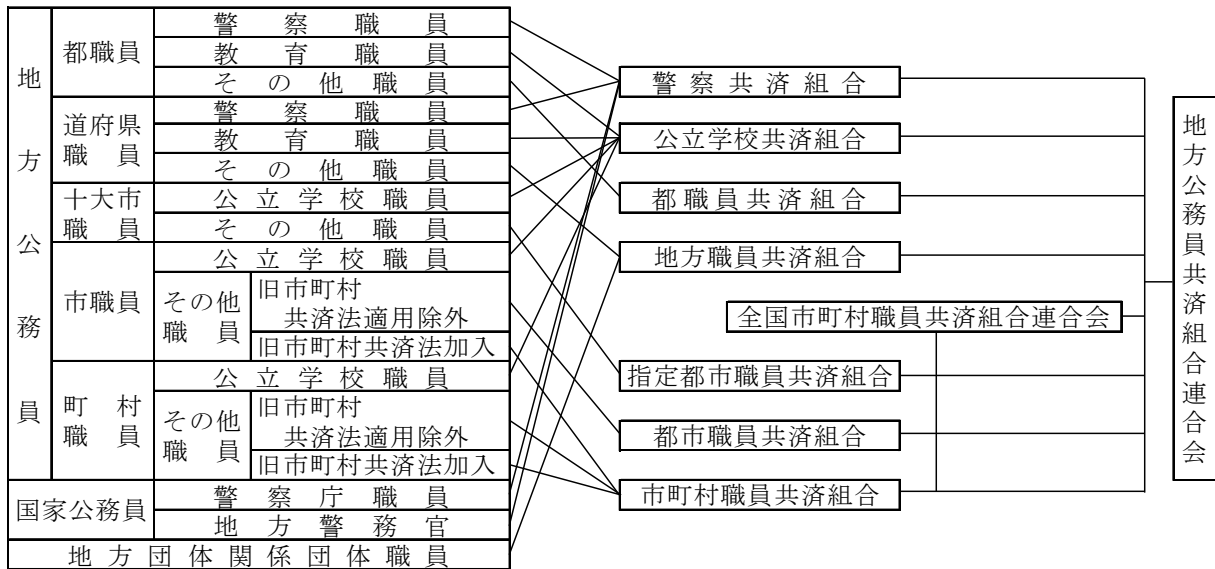 地方公務員
都職員
警察職員
教育職員
その他職員
道府県
職員
警察職員
教育職員
その他職員
十大市
職員
公立学校職員
その他職員
市職員
公立学校職員
その他
職員
旧市町村
共済法適用除外
旧市町村共済法加入
町村
職員
公立学校職員
その他
職員
旧市町村
共済法適用除外
旧市町村共済法加入
国家公務員
警察庁職員
地方警務官
地方団体関係団体職員
警察共済組合
公立学校共済組合
都職員共済組合
地方職員共済組合
全国市町村職員共済組合連合会
指定都市職員共済組合
都市職員共済組合
市町村職員共済組合
地方公務員共済組合連合会